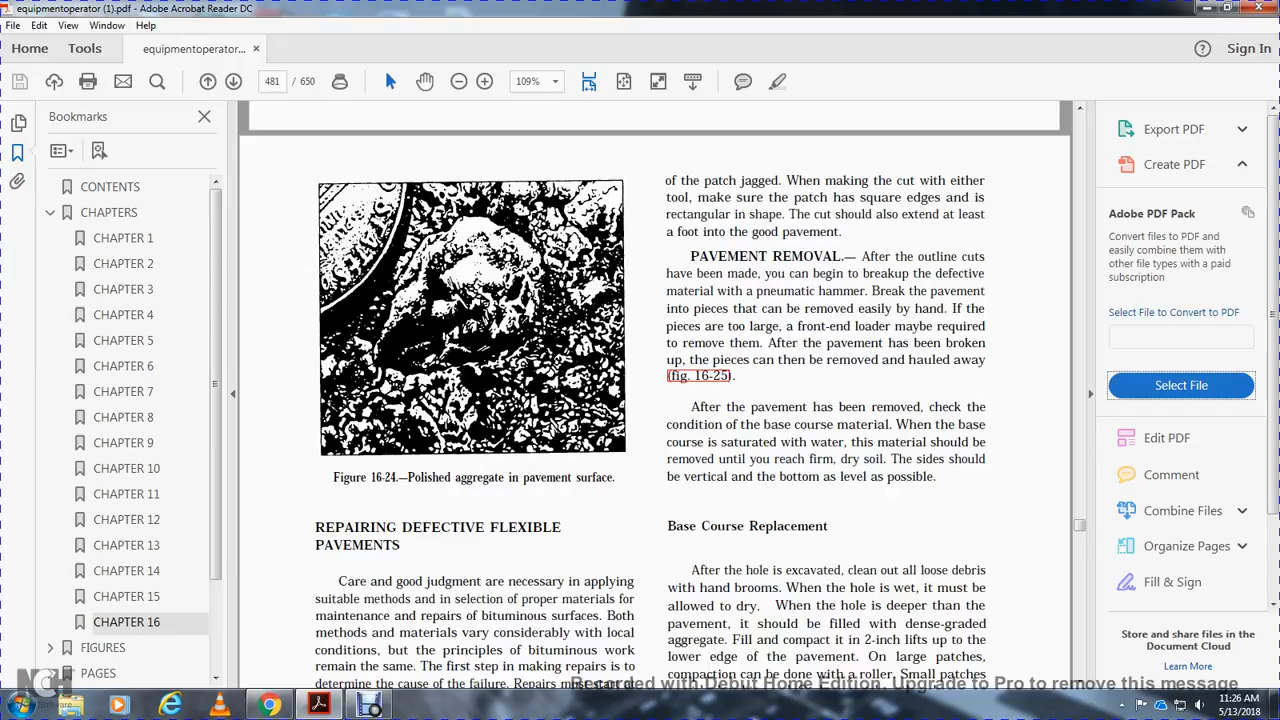 equipmentoperator (1).pdf - Adobe Acrobat Reader DC
File Edit View Window Help
Home Tools equipmentoperator... Sign In
481 / 650 109%
Bookmarks
CONTENTS
CHAPTERS
CHAPTER 1
CHAPTER 2
CHAPTER 3
CHAPTER 4
CHAPTER 5
CHAPTER 6
CHAPTER 7
CHAPTER 8
CHAPTER 9
CHAPTER 10
CHAPTER 11
CHAPTER 12
CHAPTER 13
CHAPTER 14
CHAPTER 15
CHAPTER 16
FIGURES
PAGES
Figure 16-24.—Polished aggregate in pavement surface.
REPAIRING DEFECTIVE FLEXIBLE
PAVEMENTS
Care and good judgment are necessary in applying
suitable methods and in selection of proper materials for
maintenance and repairs of bituminous surfaces. Both
methods and materials vary considerably with local
conditions, but the principles of bituminous work
remain the same. The first step in making repairs is to
determine the cause of the failure. Repairs must start at
of the patch jagged. When making the cut with either
tool, make sure the patch has square edges and is
rectangular in shape. The cut should also extend at least
a foot into the good pavement.
PAVEMENT REMOVAL.— After the outline cuts
have been made, you can begin to breakup the defective
material with a pneumatic hammer. Break the pavement
into pieces that can be removed easily by hand. If the
pieces are too large, a front-end loader maybe required
to remove them. After the pavement has been broken
up, the pieces can then be removed and hauled away
(fig. 16-25).
After the pavement has been removed, check the
condition of the base course material. When the base
course is saturated with water, this material should be
removed until you reach firm, dry soil. The sides should
be vertical and the bottom as level as possible.
Base Course Replacement
After the hole is excavated, clean out all loose debris
with hand brooms. When the hole is wet, it must be
allowed to dry. When the hole is deeper than the
pavement, it should be filled with dense-graded
aggregate. Fill and compact it in 2-inch lifts up to the
lower edge of the pavement. On large patches,
compaction can be done with a roller. Small patches
Export PDF
Create PDF
Adobe PDF Pack
Convert files to PDF and
easily combine them with
other file types with a paid
subscription
Select File to Convert to PDF
Select File
Edit PDF
Comment
Combine Files
Organize Pages
Fill & Sign
Store and share files in the
Document Cloud
Learn More
Recorded with Debut Home Edition. Upgrade to Pro to remove this message
NCH
Software
11:26 AM
5/13/2018